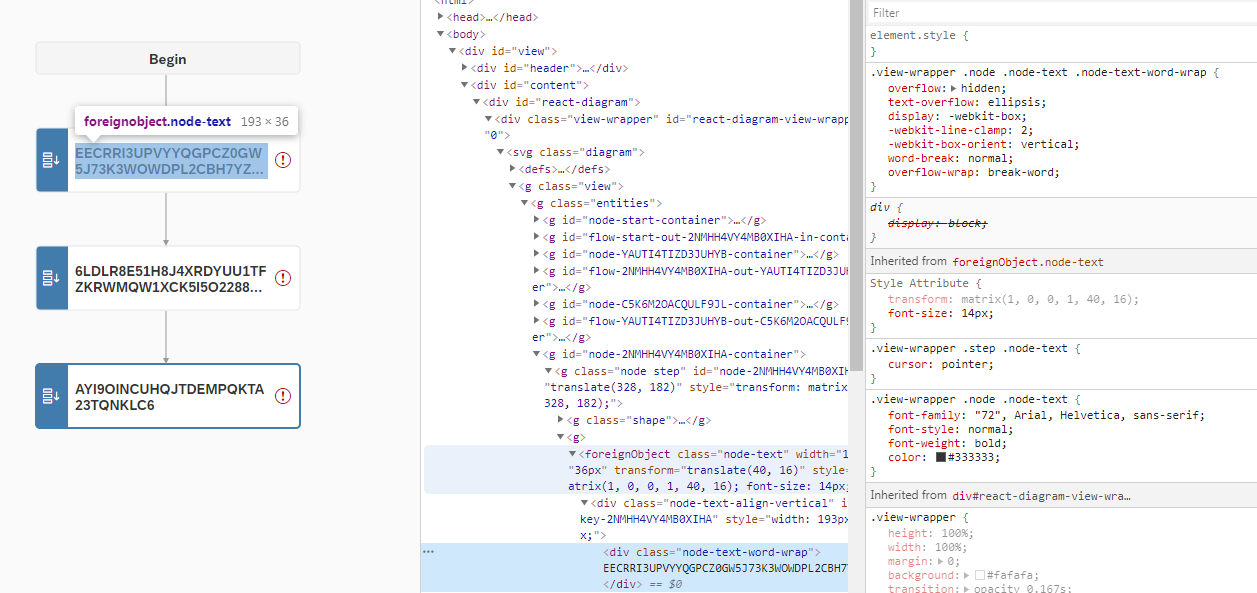 Begin
foreignobject.node-text 193 × 36
EECRRI3UPVYYQGPCZ0GW
5J73K3WOWDPL2CBH7YZ...
6LDLR8E51H8J4XRDYUU1TF
ZKRWMQW1XCK5I5O2288...
AYI9OINCUHQJTDEMPQKTA
23TQNKLC6
<html>
▶<head>…</head>
▼<body>
▼<div id="view">
▶<div id="header">…</div>
▼<div id="content">
▼<div id="react-diagram">
▼<div class="view-wrapper" id="react-diagram-view-wrapp
"0">
▼<svg class="diagram">
▶<defs>…</defs>
▼<g class="view">
▼<g class="entities">
▶<g id="node-start-container">…</g>
▶<g id="flow-start-out-2NMHH4VY4MB0XIHA-in-conta
▶<g id="node-YAUTI4TIZD3JUHYB-container">…</g>
▶<g id="flow-2NMHH4VY4MB0XIHA-out-YAUTI4TIZD3JUH
er">…</g>
▶<g id="node-C5K6M2OACQULF9JL-container">…</g>
▶<g id="flow-YAUTI4TIZD3JUHYB-out-C5K6M2OACQULF9
er">…</g>
▼<g id="node-2NMHH4VY4MB0XIHA-container">
▼<g class="node step" id="node-2NMHH4VY4MB0XIH
"translate(328, 182)" style="transform: matrix
328, 182);">
▶<g class="shape">…</g>
▼<g>
▼<foreignObject class="node-text" width="1
"36px" transform="translate(40, 16)" style=
atrix(1, 0, 0, 1, 40, 16); font-size: 14px;
▼<div class="node-text-align-vertical" i
key-2NMHH4VY4MB0XIHA" style="width: 193px
x;">
… <div class="node-text-word-wrap">
EECRRI3UPVYYQGPCZ0GW5J73K3WOWDPL2CBH7
</div> == $0
Filter
element.style {
}
.view-wrapper .node .node-text .node-text-word-wrap {
overflow: ▶ hidden;
text-overflow: ellipsis;
display: -webkit-box;
-webkit-line-clamp: 2;
-webkit-box-orient: vertical;
word-break: normal;
overflow-wrap: break-word;
}
div {
display: block;
}
Inherited from foreignObject.node-text
Style Attribute {
transform: matrix(1, 0, 0, 1, 40, 16);
font-size: 14px;
}
.view-wrapper .step .node-text {
cursor: pointer;
}
.view-wrapper .node .node-text {
font-family: "72", Arial, Helvetica, sans-serif;
font-style: normal;
font-weight: bold;
color: #333333;
}
Inherited from div#react-diagram-view-wra…
.view-wrapper {
height: 100%;
width: 100%;
margin: ▶ 0;
background: ▶ #fafafa;
transition: ▶ opacity 0.167s;